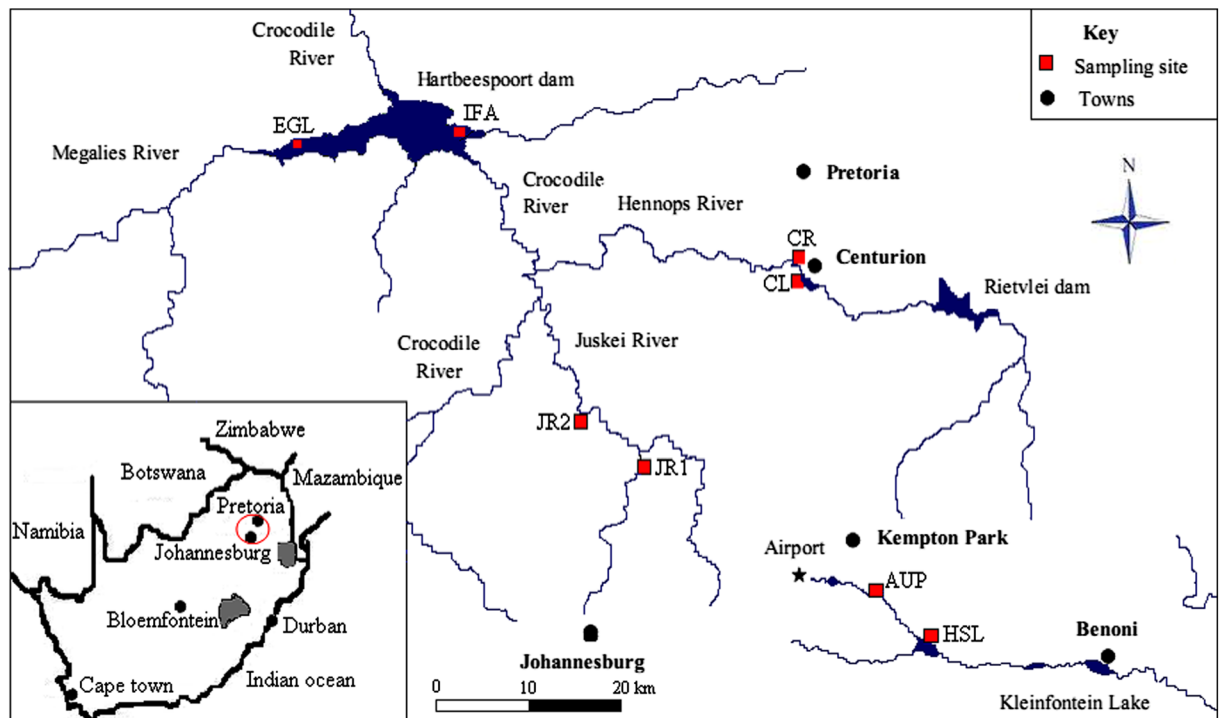 Crocodile
River
Hartbeespoort dam
Key
Sampling site
Towns
EGL
IFA
Megalies River
Crocodile
River
Hennops River
Pretoria
N
CR
Centurion
CL
Rietvlei dam
Crocodile
River
Juskei River
JR2
JR1
Kempton Park
Airport
AUP
HSL
Benoni
Johannesburg
Kleinfontein Lake
0 10 20 km
Zimbabwe
Botswana
Mazambique
Pretoria
Namibia
Johannesburg
Bloemfontein
Durban
Indian ocean
Cape town